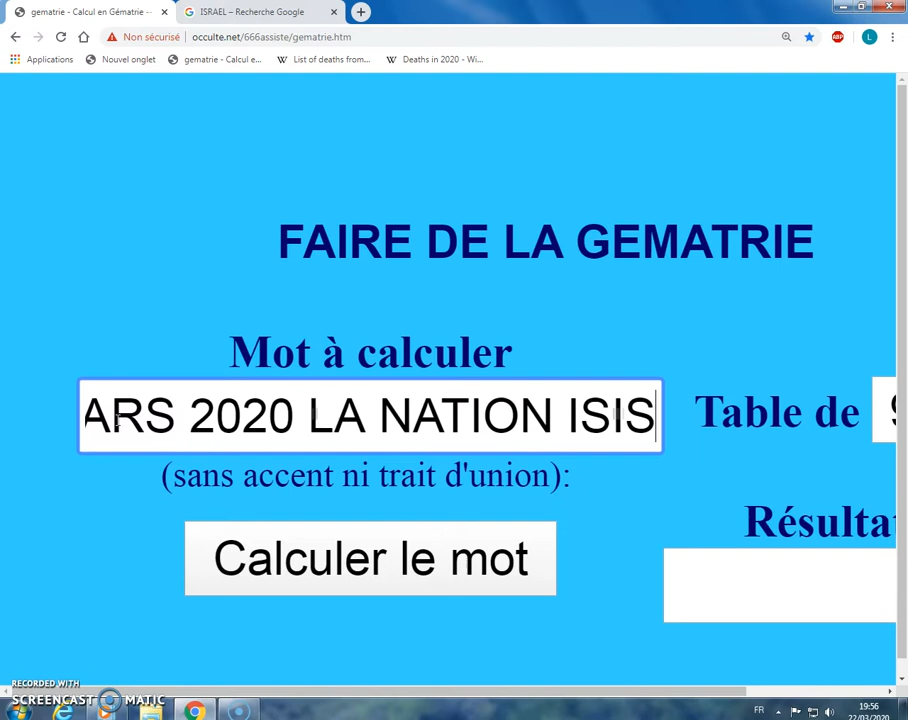 gematrie - Calcul en Gématrie -
ISRAEL – Recherche Google
Non sécurisé
occulte.net/666assiste/gematrie.htm
ABP
L
Applications
Nouvel onglet
gematrie - Calcul e...
List of deaths from...
Deaths in 2020 - Wi...
FAIRE DE LA GEMATRIE
Mot à calculer
ARS 2020 LA NATION ISIS
Table de 9
(sans accent ni trait d'union):
Résulta
Calculer le mot
RECORDED WITH
SCREENCAST MATIC
FR
19:56
22/03/2020